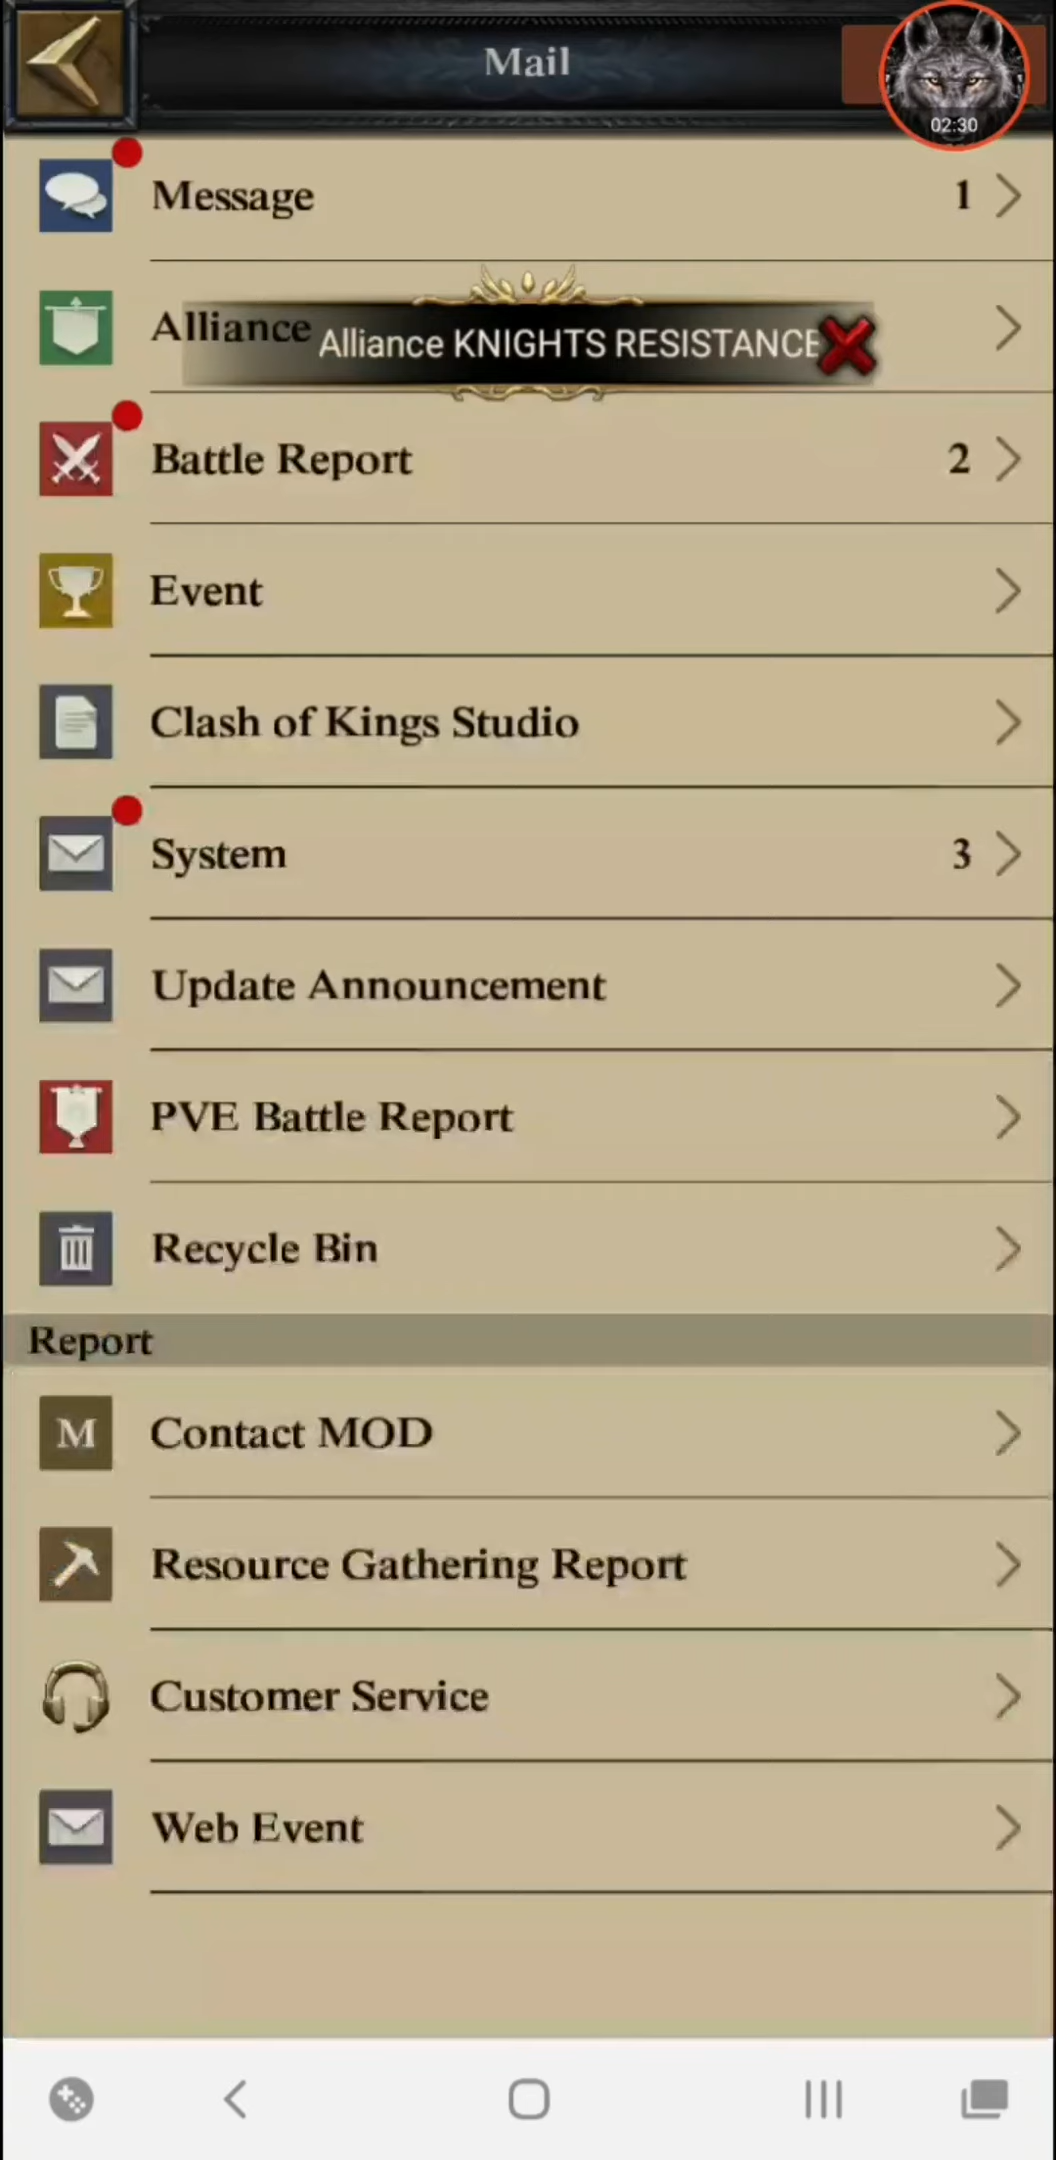 Mail
02:30
Message 1
Alliance
Alliance KNIGHTS RESISTANCE
Battle Report 2
Event
Clash of Kings Studio
System 3
Update Announcement
PVE Battle Report
Recycle Bin
Report
M Contact MOD
Resource Gathering Report
Customer Service
Web Event